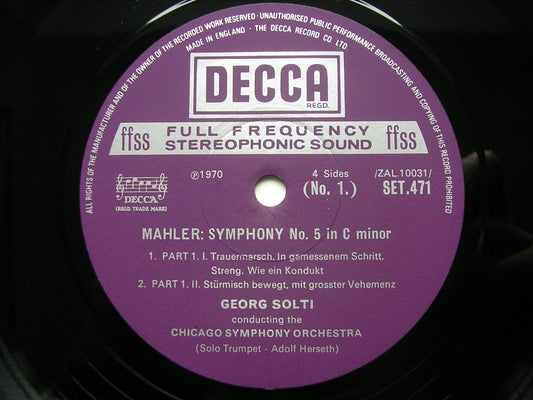 ALL RIGHTS OF THE MANUFACTURER AND OF THE OWNER OF THE RECORDED WORK RESERVED · UNAUTHORISED PUBLIC PERFORMANCE BROADCASTING AND COPYING OF THIS RECORD PROHIBITED
MADE IN ENGLAND · THE DECCA RECORD CO LTD
DECCA
REGD.
ffss FULL FREQUENCY ffss
STEREOPHONIC SOUND
℗1970
4 Sides /ZAL.10031/
(No. 1.) SET.471
DECCA
(REGD. TRADE MARK)
MAHLER: SYMPHONY No. 5 in C minor
1. PART 1. I. Trauermarsch. In gemessenem Schritt.
Streng. Wie ein Kondukt
2. PART 1. II. Stürmisch bewegt, mit grosster Vehemenz
GEORG SOLTI
conducting the
CHICAGO SYMPHONY ORCHESTRA
(Solo Trumpet - Adolf Herseth)